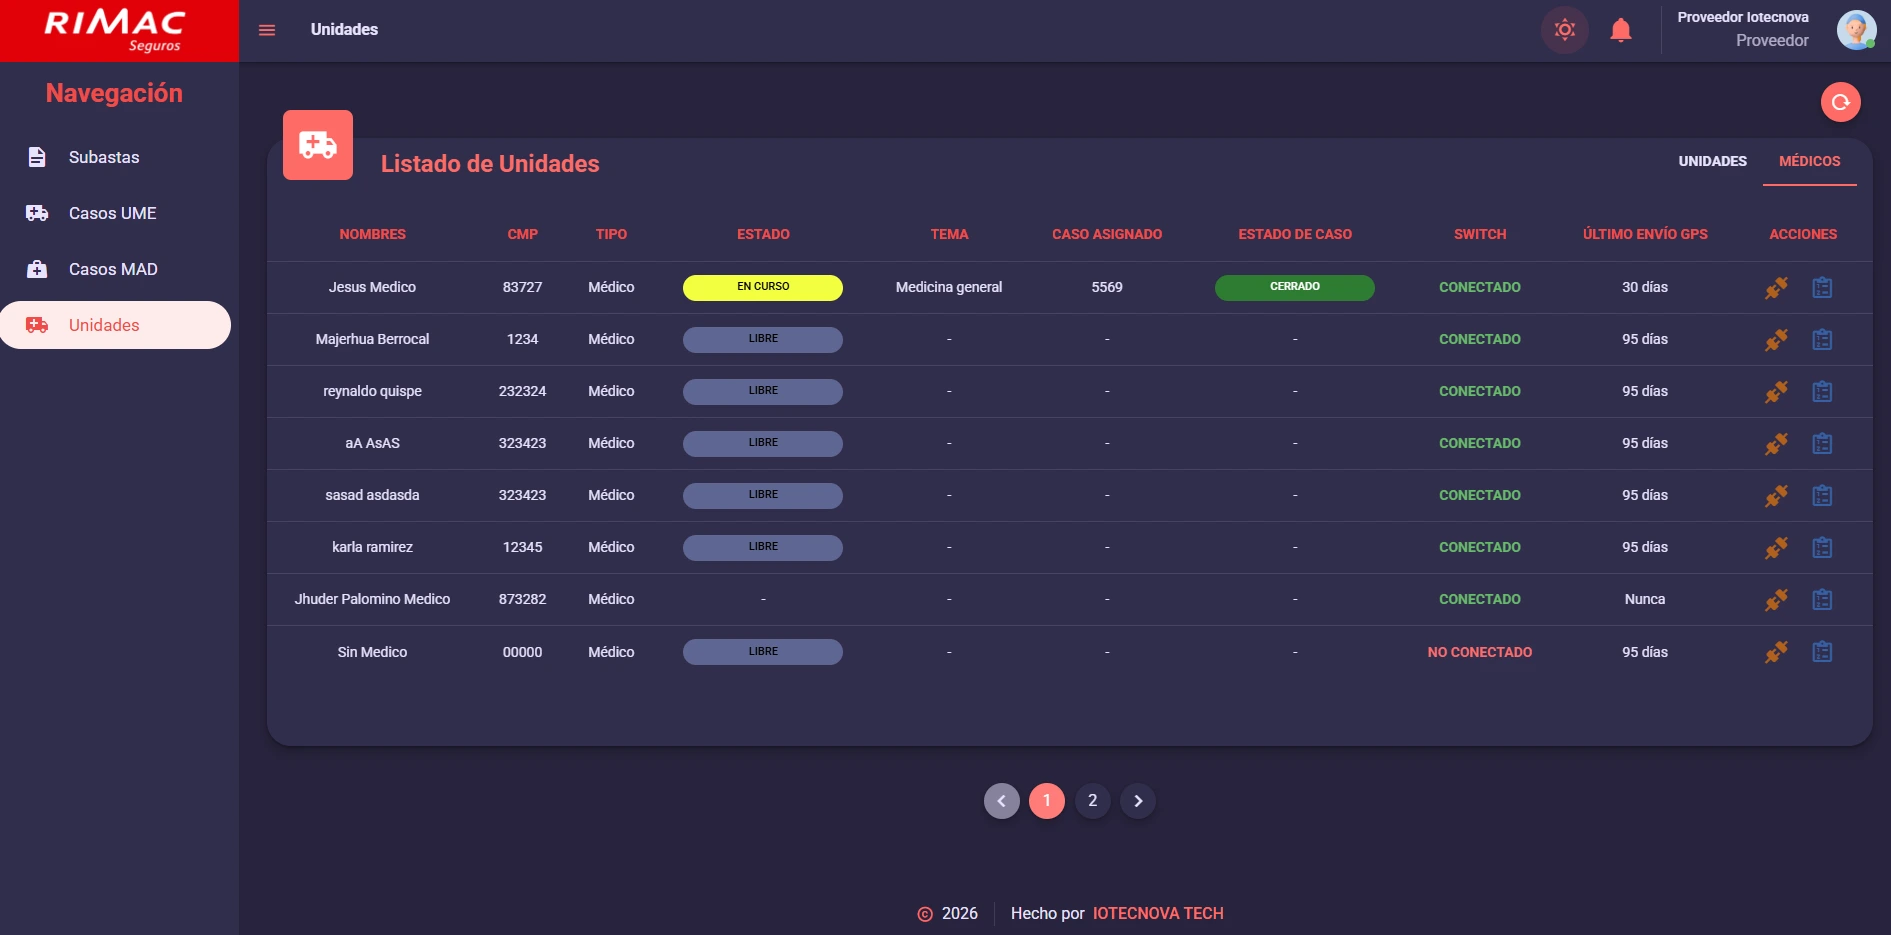 RIMAC
Seguros
Unidades
Proveedor Iotecnova
Proveedor
Navegación
Subastas
Casos UME
Casos MAD
Unidades
Listado de Unidades
UNIDADES MÉDICOS
NOMBRES CMP TIPO ESTADO TEMA CASO ASIGNADO ESTADO DE CASO SWITCH ÚLTIMO ENVÍO GPS ACCIONES
Jesus Medico 83727 Médico EN CURSO Medicina general 5569 CERRADO CONECTADO 30 días
Majerhua Berrocal 1234 Médico LIBRE - - - CONECTADO 95 días
reynaldo quispe 232324 Médico LIBRE - - - CONECTADO 95 días
aA AsAS 323423 Médico LIBRE - - - CONECTADO 95 días
sasad asdasda 323423 Médico LIBRE - - - CONECTADO 95 días
karla ramirez 12345 Médico LIBRE - - - CONECTADO 95 días
Jhuder Palomino Medico 873282 Médico - - - - CONECTADO Nunca
Sin Medico 00000 Médico LIBRE - - - NO CONECTADO 95 días
1 2
© 2026 Hecho por IOTECNOVA TECH